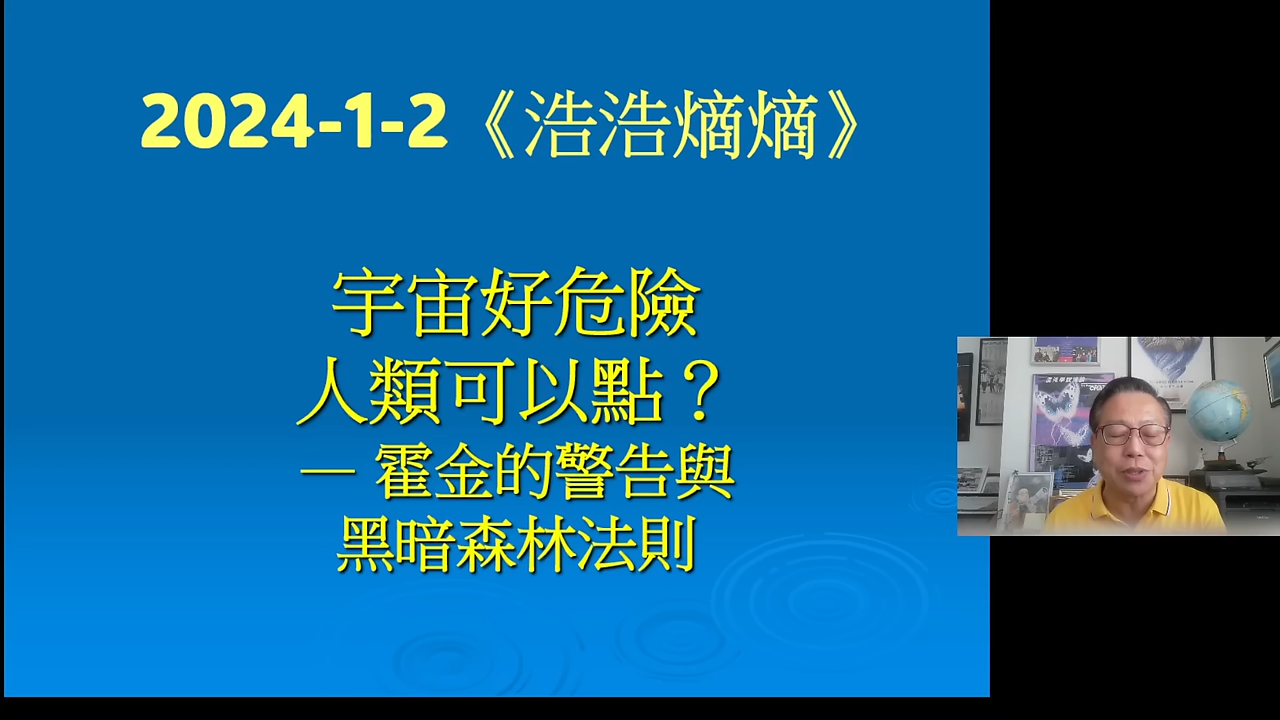 2024-1-2《浩浩熵熵》
宇宙好危險
人類可以點？
— 霍金的警告與
黑暗森林法則